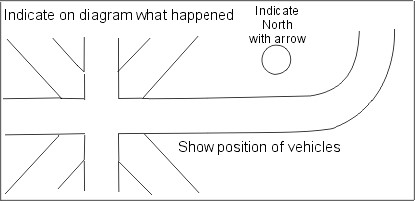 Indicate on diagram what happened
Indicate
North
with arrow
Show position of vehicles